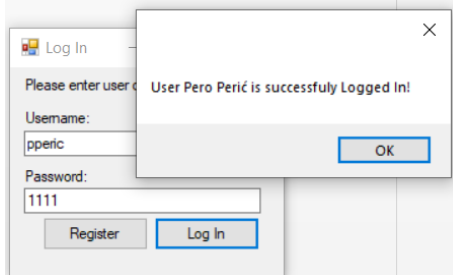 Log In
Please enter user
Username:
pperic
Password:
1111
Register
Log In
User Pero Perić is successfuly Logged In!
OK